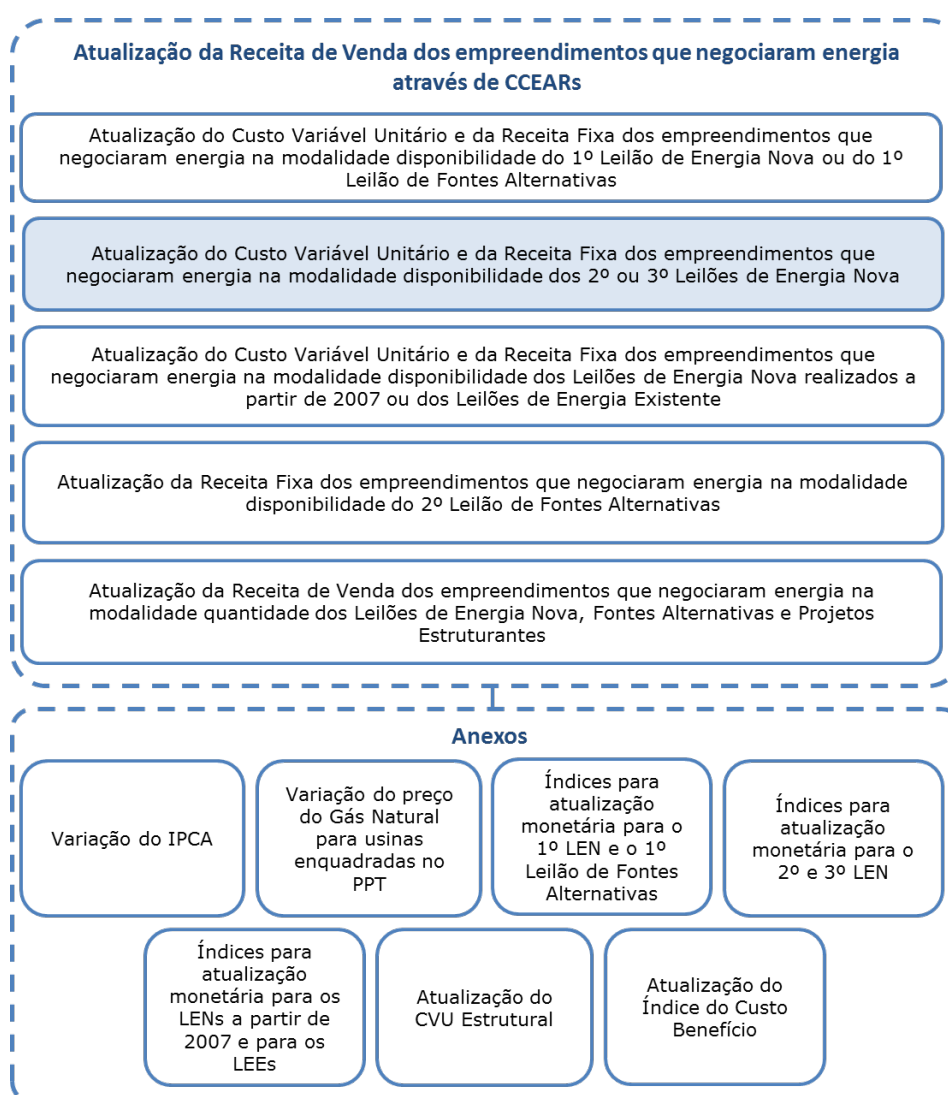 Atualização da Receita de Venda dos empreendimentos que negociaram energia
através de CCEARs
Atualização do Custo Variável Unitário e da Receita Fixa dos empreendimentos que
negociaram energia na modalidade disponibilidade do 1º Leilão de Energia Nova ou do 1º
Leilão de Fontes Alternativas
Atualização do Custo Variável Unitário e da Receita Fixa dos empreendimentos que
negociaram energia na modalidade disponibilidade dos 2º ou 3º Leilões de Energia Nova
Atualização do Custo Variável Unitário e da Receita Fixa dos empreendimentos que
negociaram energia na modalidade disponibilidade dos Leilões de Energia Nova realizados a
partir de 2007 ou dos Leilões de Energia Existente
Atualização da Receita Fixa dos empreendimentos que negociaram energia na modalidade
disponibilidade do 2º Leilão de Fontes Alternativas
Atualização da Receita de Venda dos empreendimentos que negociaram energia na
modalidade quantidade dos Leilões de Energia Nova, Fontes Alternativas e Projetos
Estruturantes
Anexos
Variação do IPCA
Variação do preço
do Gás Natural
para usinas
enquadradas no
PPT
Índices para
atualização
monetária para o
1º LEN e o 1º
Leilão de Fontes
Alternativas
Índices para
atualização
monetária para o
2º e 3º LEN
Índices para
atualização
monetária para os
LENs a partir de
2007 e para os
LEEs
Atualização do
CVU Estrutural
Atualização do
Índice do Custo
Benefício